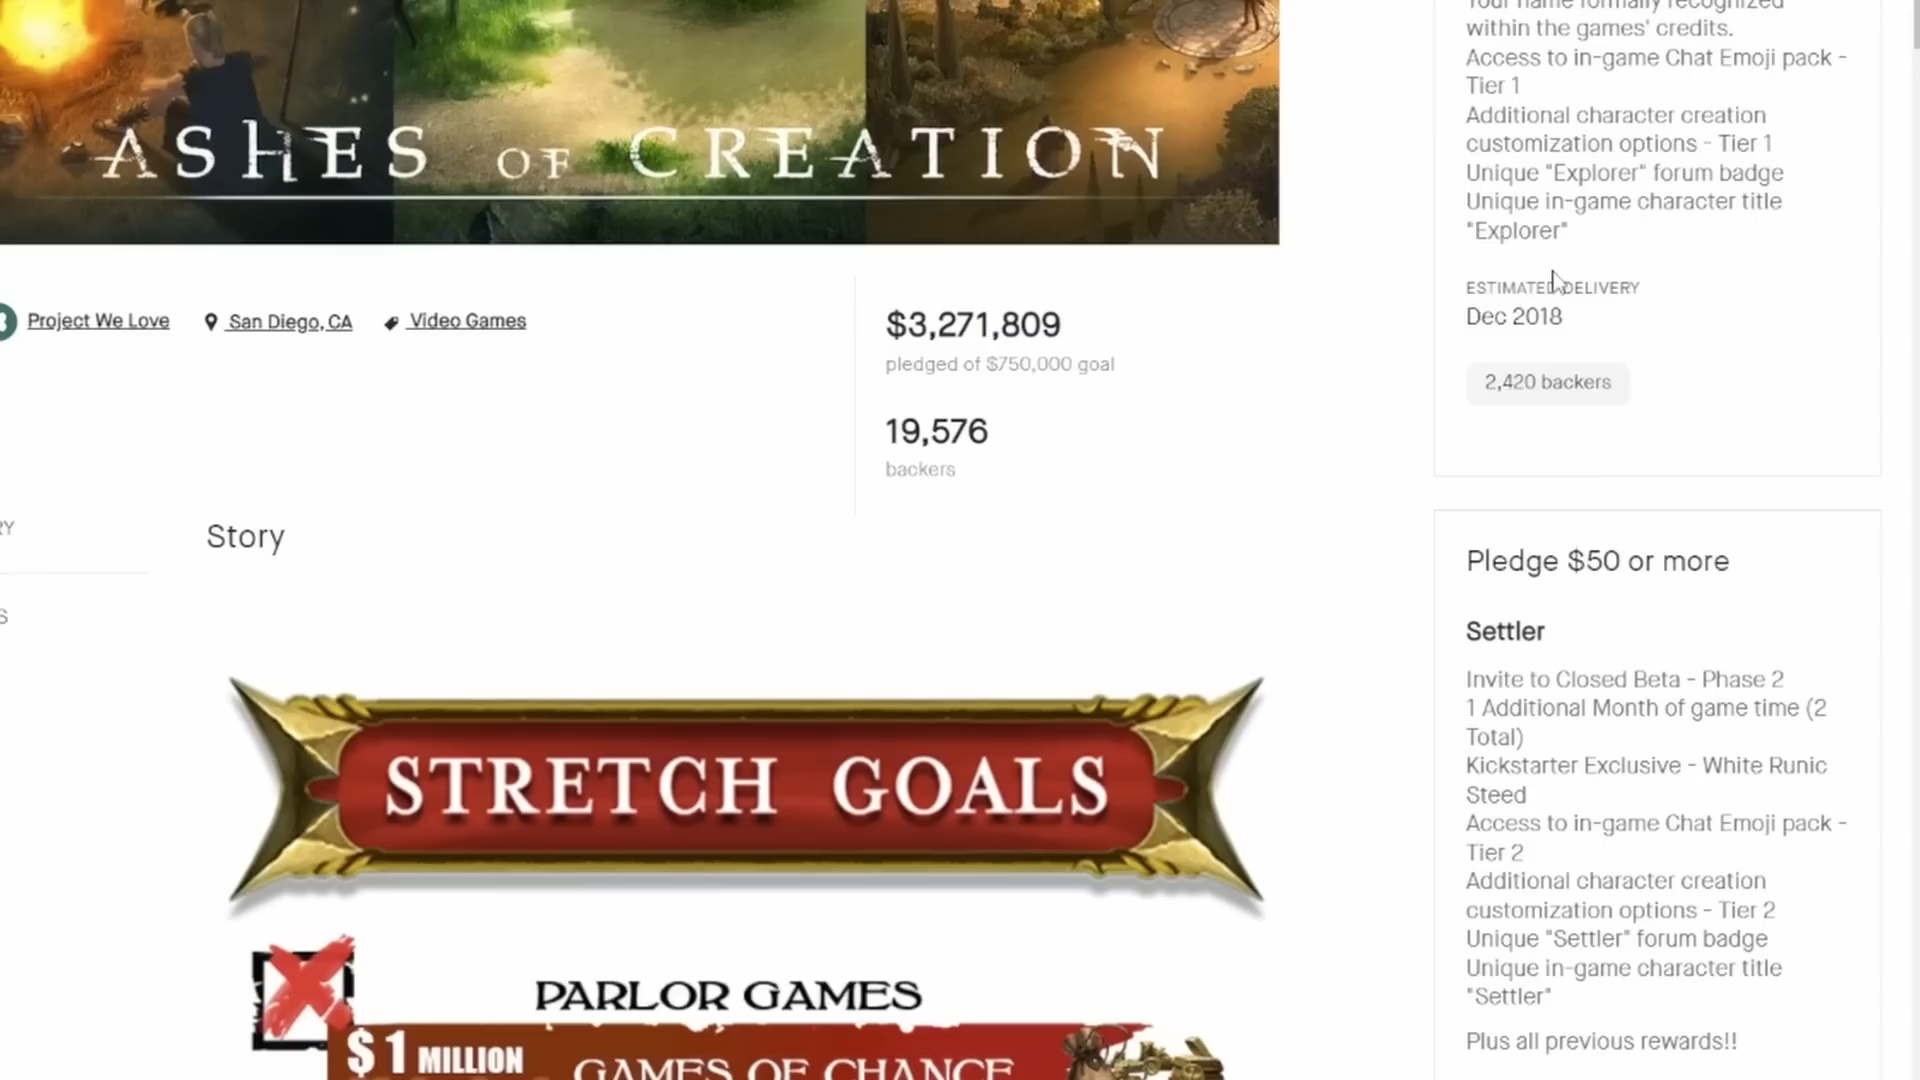 ASHES OF CREATION
Project We Love
San Diego, CA
Video Games
$3,271,809
pledged of $750,000 goal
19,576
backers
Story
STRETCH GOALS
PARLOR GAMES
$1 MILLION
GAMES OF CHANCE
Your name formally recognized
within the games' credits.
Access to in-game Chat Emoji pack -
Tier 1
Additional character creation
customization options - Tier 1
Unique "Explorer" forum badge
Unique in-game character title
"Explorer"
ESTIMATED DELIVERY
Dec 2018
2,420 backers
Pledge $50 or more
Settler
Invite to Closed Beta - Phase 2
1 Additional Month of game time (2
Total)
Kickstarter Exclusive - White Runic
Steed
Access to in-game Chat Emoji pack -
Tier 2
Additional character creation
customization options - Tier 2
Unique "Settler" forum badge
Unique in-game character title
"Settler"
Plus all previous rewards!!